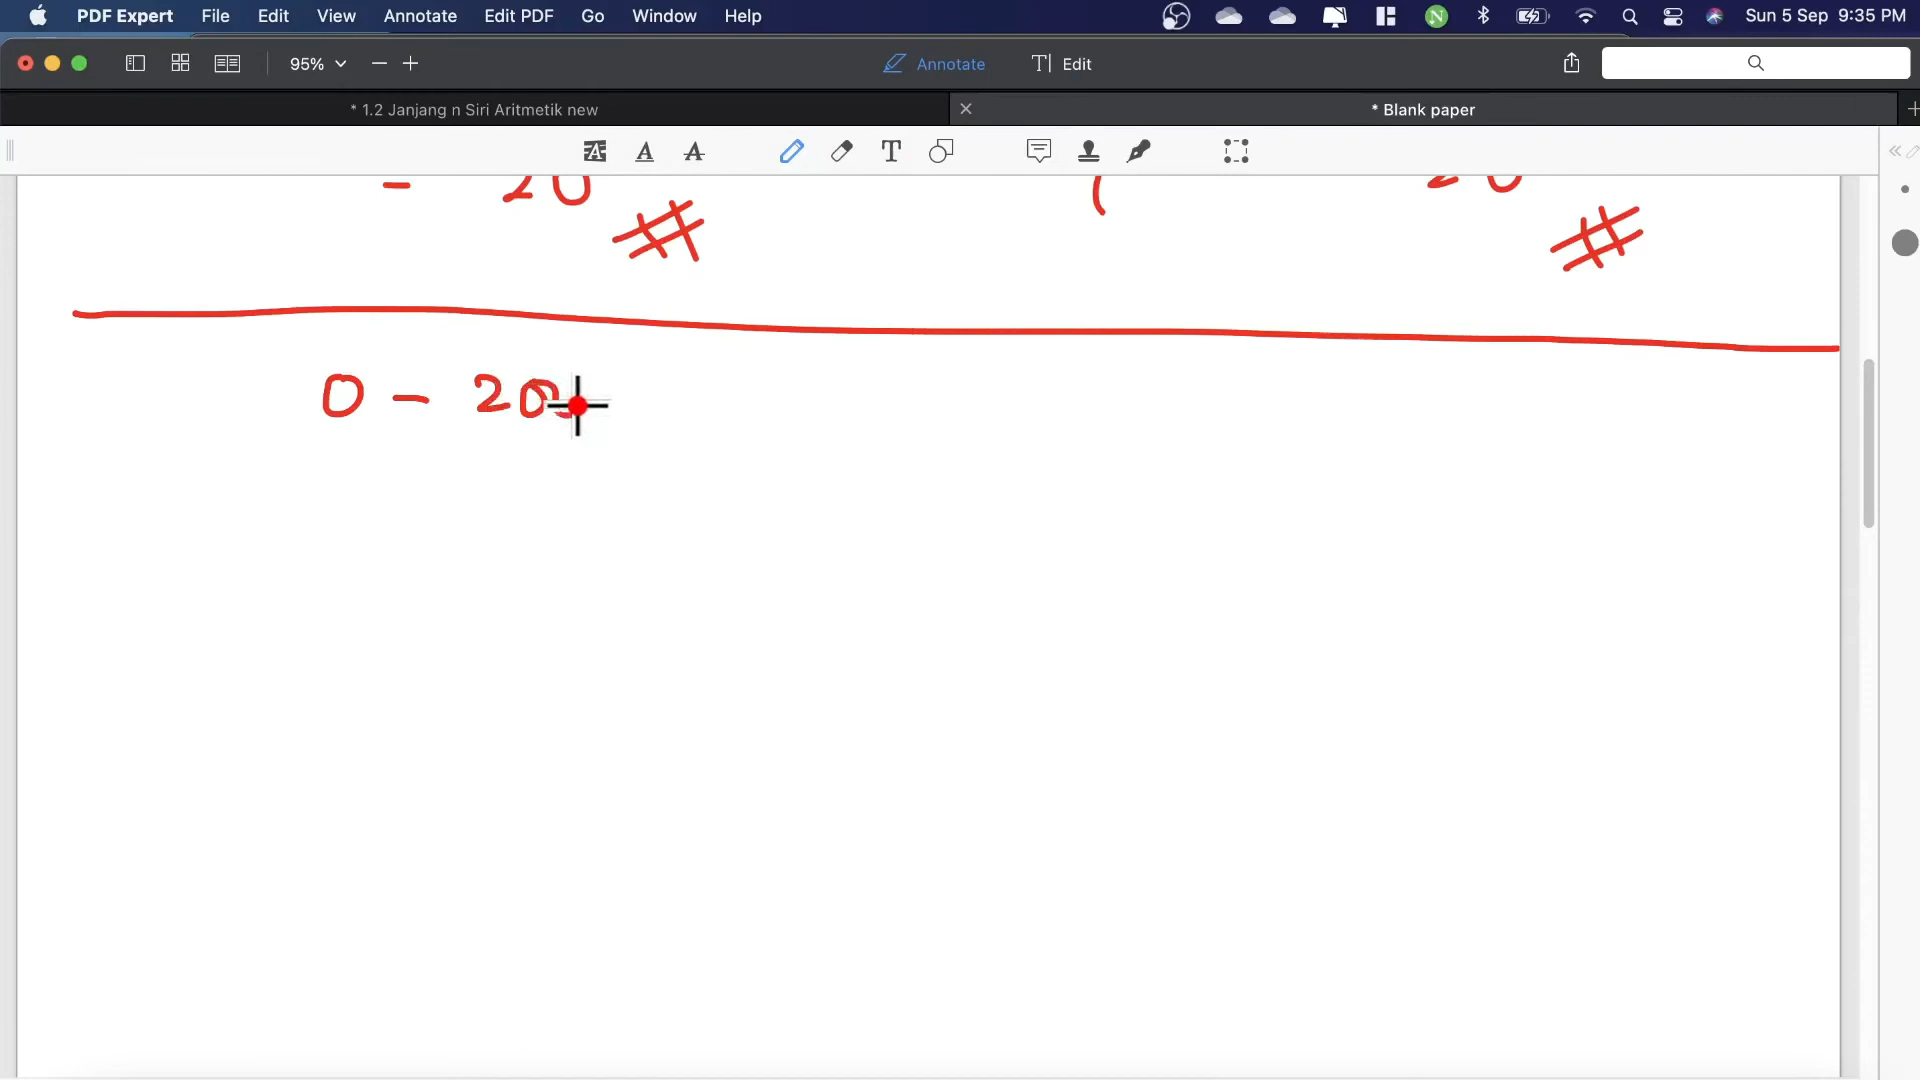 PDF Expert File Edit View Annotate Edit PDF Go Window Help Sun 5 Sep 9:35 PM
95% Annotate Edit
* 1.2 Janjang n Siri Aritmetik new * Blank paper
0 - 20